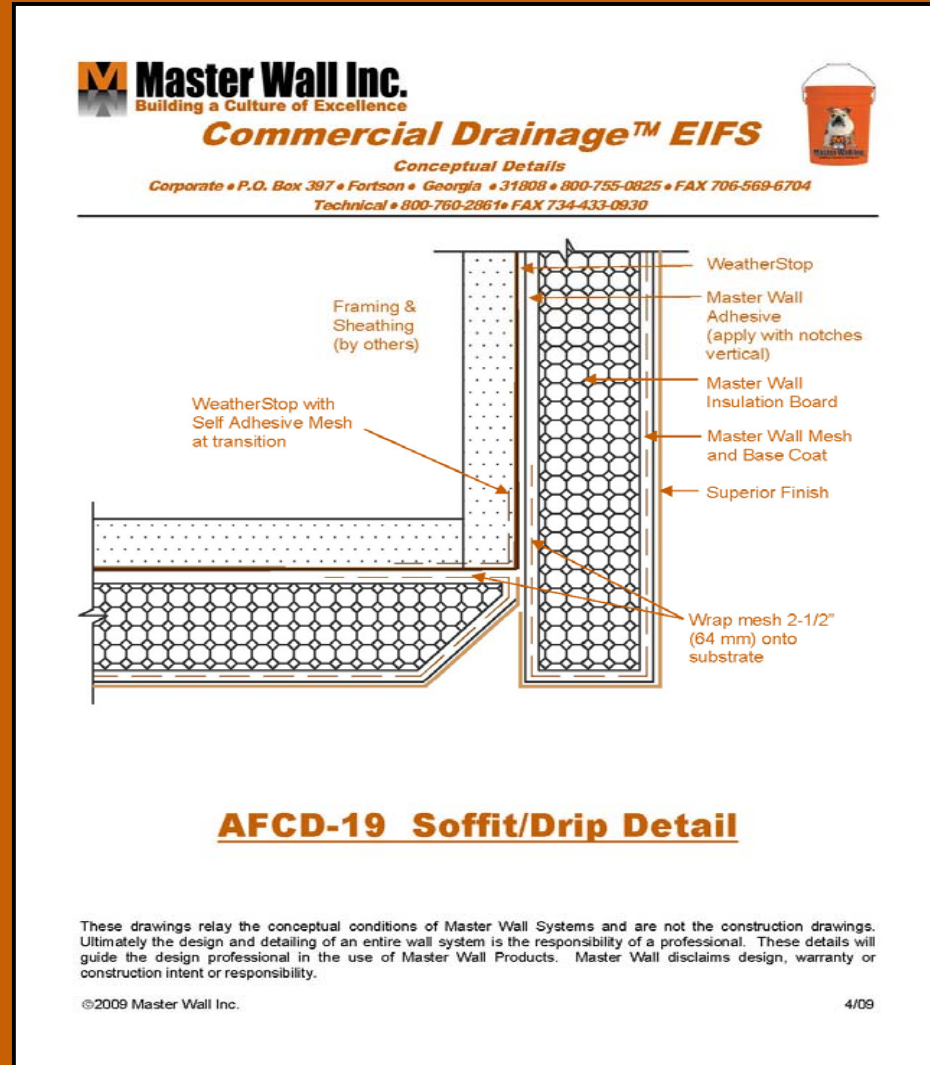 Master Wall Inc.
Building a Culture of Excellence
Commercial Drainage™ EIFS
Conceptual Details
Corporate • P.O. Box 397 • Fortson • Georgia • 31808 • 800-755-0825 • FAX 706-569-6704
Technical • 800-760-2861• FAX 734-433-0930
Master Wall Inc.
WeatherStop
Framing &
Sheathing
(by others)
Master Wall
Adhesive
(apply with notches
vertical)
Master Wall
Insulation Board
WeatherStop with
Self Adhesive Mesh
at transition
Master Wall Mesh
and Base Coat
Superior Finish
Wrap mesh 2-1/2"
(64 mm) onto
substrate
AFCD-19 Soffit/Drip Detail
These drawings relay the conceptual conditions of Master Wall Systems and are not the construction drawings.
Ultimately the design and detailing of an entire wall system is the responsibility of a professional. These details will
guide the design professional in the use of Master Wall Products. Master Wall disclaims design, warranty or
construction intent or responsibility.
©2009 Master Wall Inc.
4/09